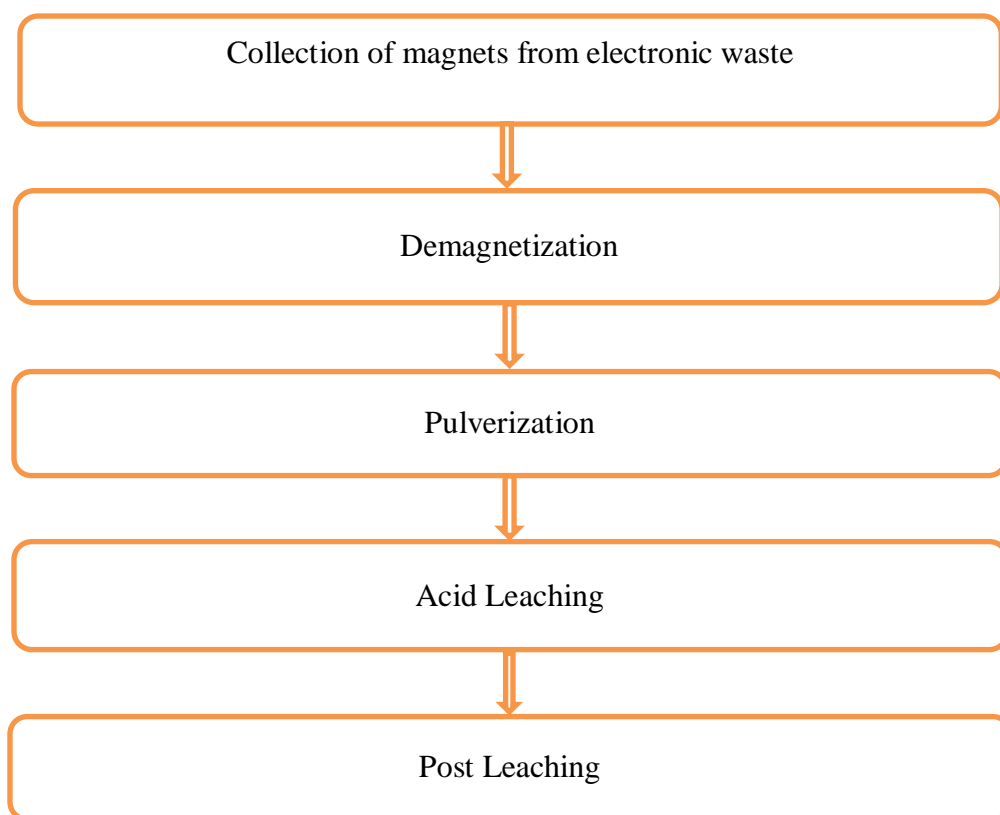 Collection of magnets from electronic waste
Demagnetization
Pulverization
Acid Leaching
Post Leaching